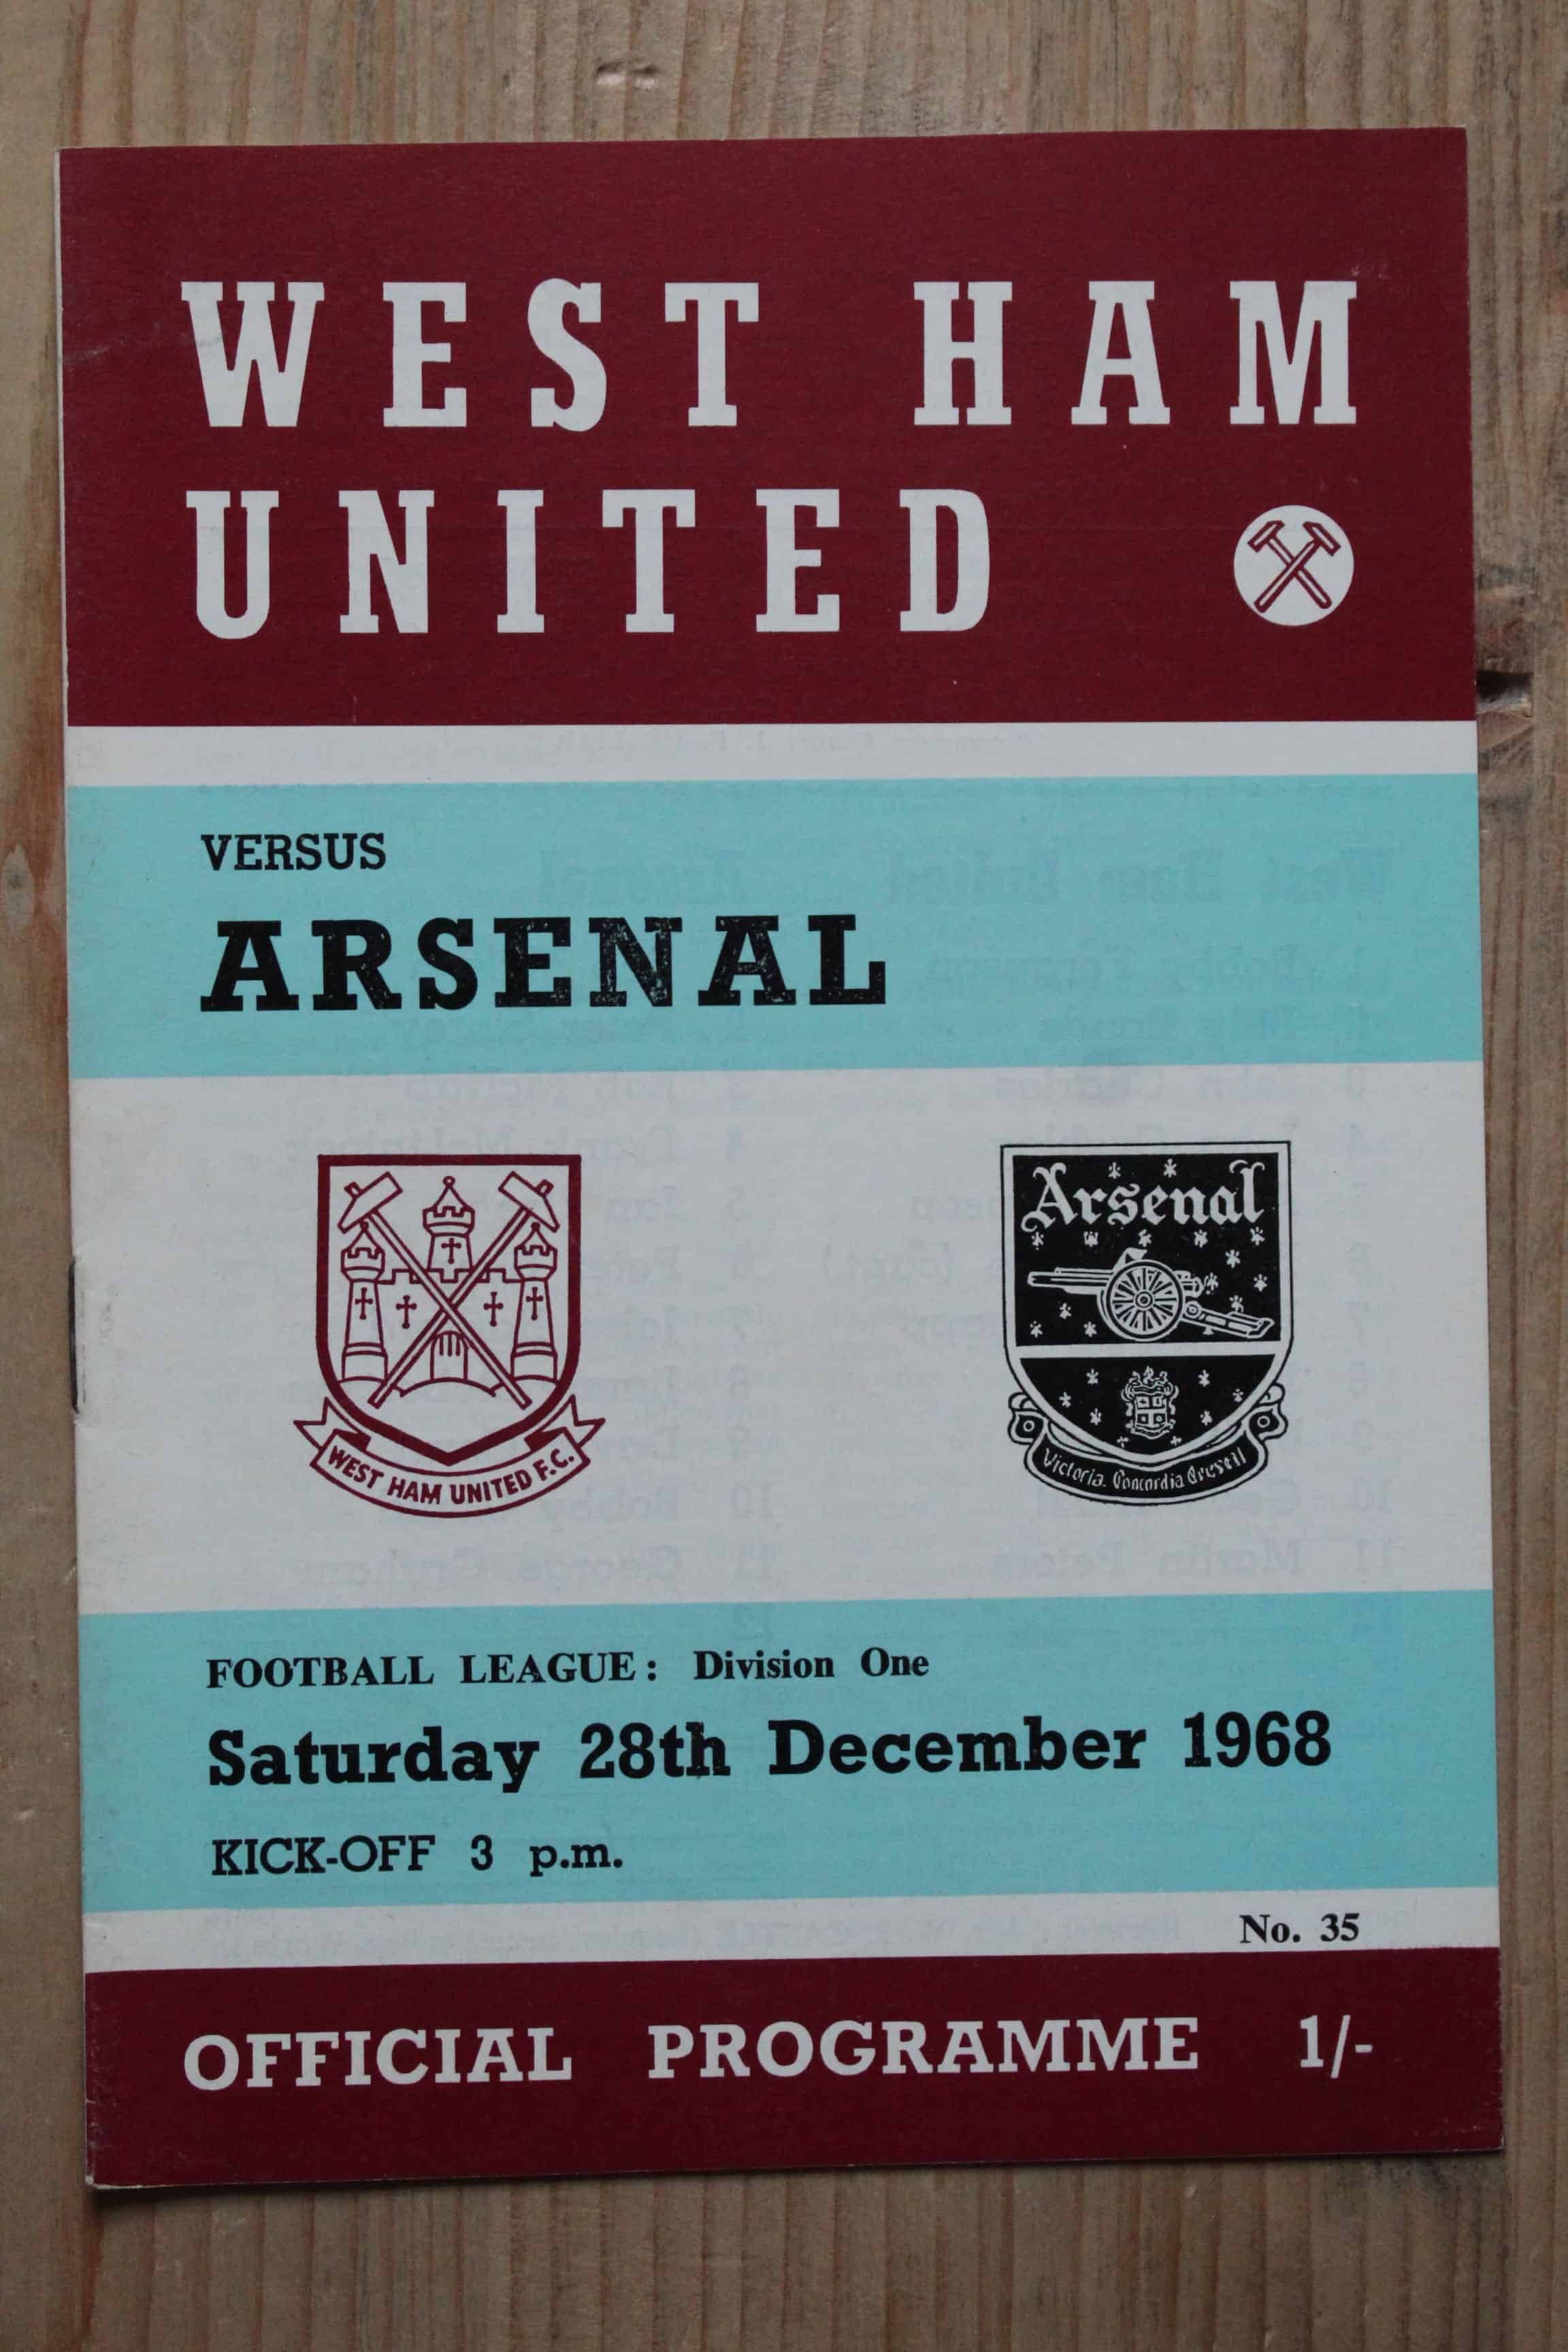 WEST HAM
UNITED
VERSUS
ARSENAL
Arsenal
WEST HAM UNITED F.C.
Victoria Concordia Crescit
FOOTBALL LEAGUE: Division One
Saturday 28th December 1968
KICK-OFF 3 p.m.
No. 35
OFFICIAL PROGRAMME 1/-